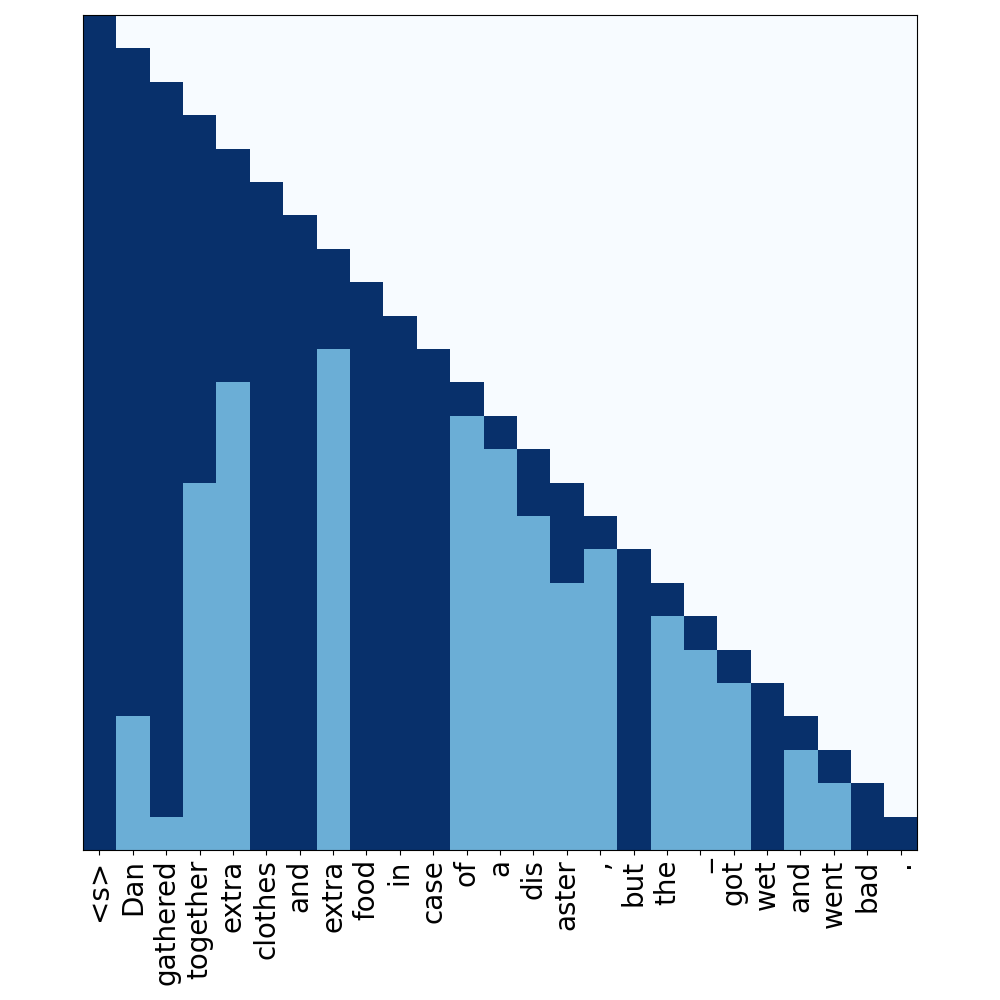 <s> Dan gathered together extra clothes and extra food in case of a dis aster , but the _ got wet and went bad .